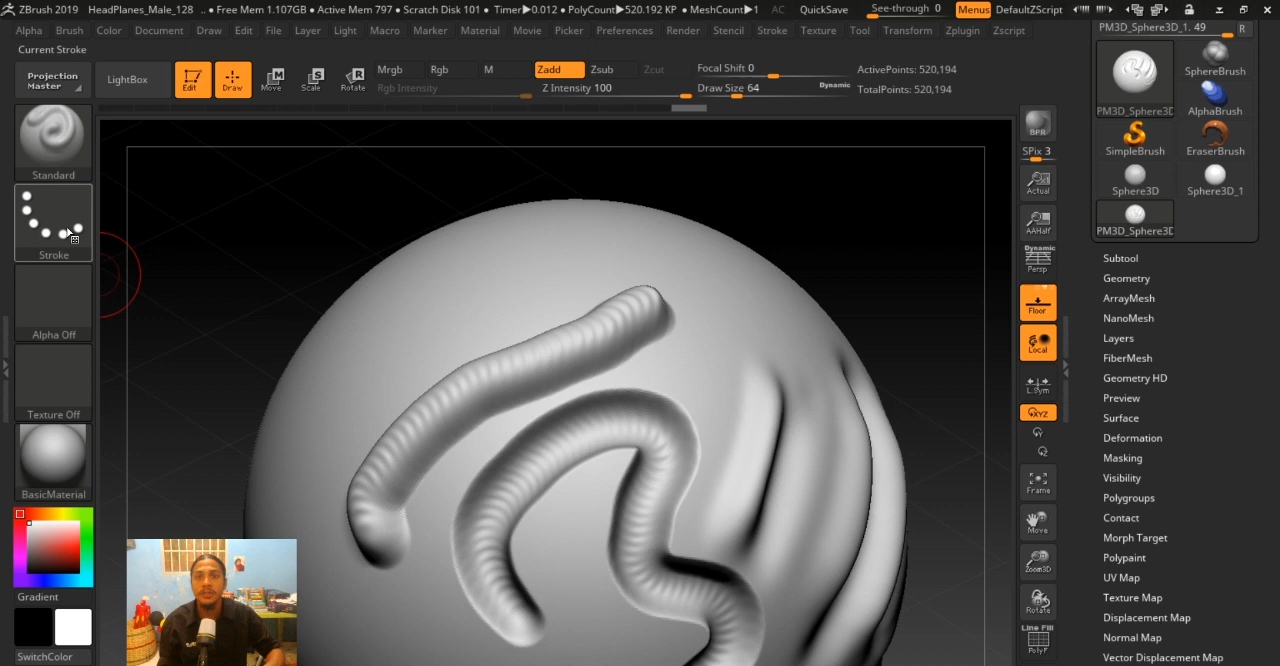 ZBrush 2019 HeadPlanes_Male_128 .. • Free Mem 1.107GB • Active Mem 797 • Scratch Disk 101 • Timer▶0.012 • PolyCount▶520.192 KP • MeshCount▶1 AC QuickSave See-through 0 Menus DefaultZScript
Alpha Brush Color Document Draw Edit File Layer Light Macro Marker Material Movie Picker Preferences Render Stencil Stroke Texture Tool Transform Zplugin Zscript
Current Stroke
Projection Master
LightBox
Edit
Draw
Move
Scale
Rotate
Mrgb Rgb M
Rgb Intensity
Zadd Zsub Zcut
Z Intensity 100
Focal Shift 0
Draw Size 64
Dynamic
ActivePoints: 520,194
TotalPoints: 520,194
Standard
Stroke
Alpha Off
Texture Off
BasicMaterial
Gradient
SwitchColor
BPR
SPix 3
Actual
AAHalf
Dynamic
Persp
Floor
Local
L.Sym
XYZ
Y
Z
Frame
Move
Zoom3D
Rotate
Line Fill
PolyF
PM3D_Sphere3D_1. 49 R
PM3D_Sphere3D
SphereBrush
AlphaBrush
SimpleBrush
EraserBrush
Sphere3D
Sphere3D_1
PM3D_Sphere3D
Subtool
Geometry
ArrayMesh
NanoMesh
Layers
FiberMesh
Geometry HD
Preview
Surface
Deformation
Masking
Visibility
Polygroups
Contact
Morph Target
Polypaint
UV Map
Texture Map
Displacement Map
Normal Map
Vector Displacement Map